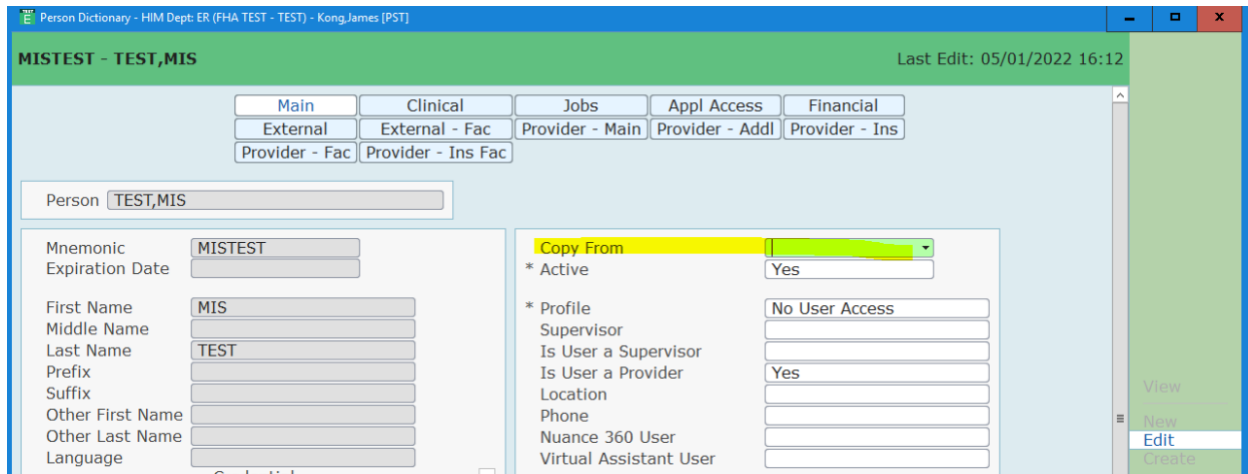 Person Dictionary - HIM Dept: ER (FHA TEST - TEST) - Kong,James [PST]
MISTEST - TEST,MIS
Last Edit: 05/01/2022 16:12
Main Clinical Jobs Appl Access Financial
External External - Fac Provider - Main Provider - Addl Provider - Ins
Provider - Fac Provider - Ins Fac
Person TEST,MIS
Mnemonic MISTEST
Expiration Date
First Name MIS
Middle Name
Last Name TEST
Prefix
Suffix
Other First Name
Other Last Name
Language
Copy From
* Active Yes
* Profile No User Access
Supervisor
Is User a Supervisor
Is User a Provider Yes
Location
Phone
Nuance 360 User
Virtual Assistant User
View
New
Edit
Create